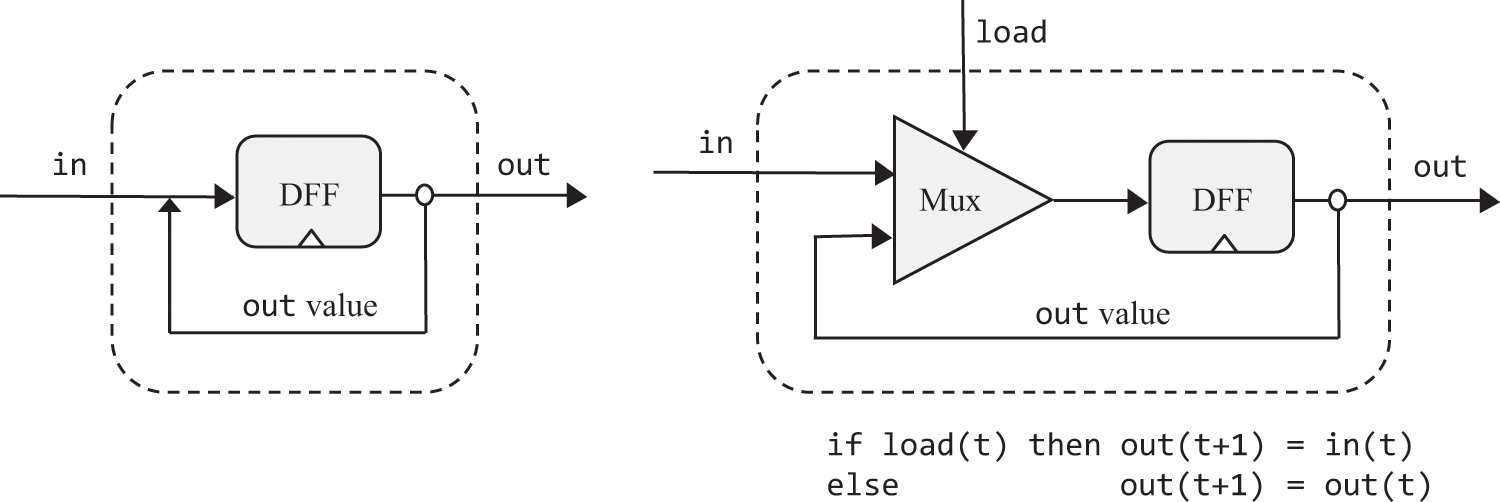 in
DFF
out
out value
load
in
Mux
DFF
out
out value
if load(t) then out(t+1) = in(t)
else            out(t+1) = out(t)